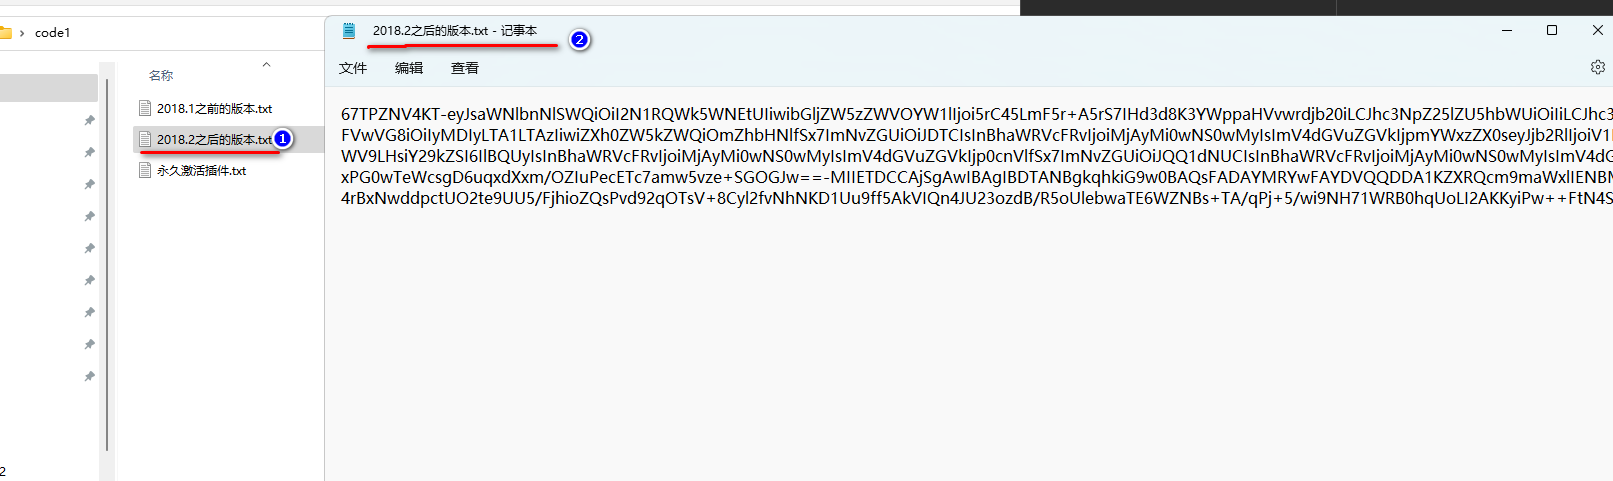 code1
2018.2之后的版本.txt - 记事本
2
文件 编辑 查看
名称
2018.1之前的版本.txt
2018.2之后的版本.txt
1
永久激活插件.txt
67TPZNV4KT-eyJsaWNlbnNlSWQiOiI2N1RQWk5WNEtUIiwibGljZW5zZWVOYW1lIjoi5rC45LmF5r+A5rS7IHd3d8K3YWppaHVvwrdjb20iLCJhc3NpZ25lZU5hbWUiOiIiLCJhc3
FVwVG8iOiIyMDIyLTA1LTAzIiwiZXh0ZW5kZWQiOmZhbHNlfSx7ImNvZGUiOiJDTCIsInBhaWRVcFRvIjoiMjAyMi0wNS0wMyIsImV4dGVuZGVkIjpmYWxzZX0seyJjb2RlIjoiV1
WV9LHsiY29kZSI6IlBQUyIsInBhaWRVcFRvIjoiMjAyMi0wNS0wMyIsImV4dGVuZGVkIjp0cnVlfSx7ImNvZGUiOiJQQ1dNUCIsInBhaWRVcFRvIjoiMjAyMi0wNS0wMyIsImV4dG
xPG0wTeWcsgD6uqxdXxm/OZIuPecETc7amw5vze+SGOGJw==-MIIETDCCAjSgAwIBAgIBDTANBgkqhkiG9w0BAQsFADAYMRYwFAYDVQQDDA1KZXRQcm9maWxlIENB
4rBxNwddpctUO2te9UU5/FjhioZQsPvd92qOTsV+8Cyl2fvNhNKD1Uu9ff5AkVIQn4JU23ozdB/R5oUlebwaTE6WZNBs+TA/qPj+5/wi9NH71WRB0hqUoLI2AKKyiPw++FtN4S
2